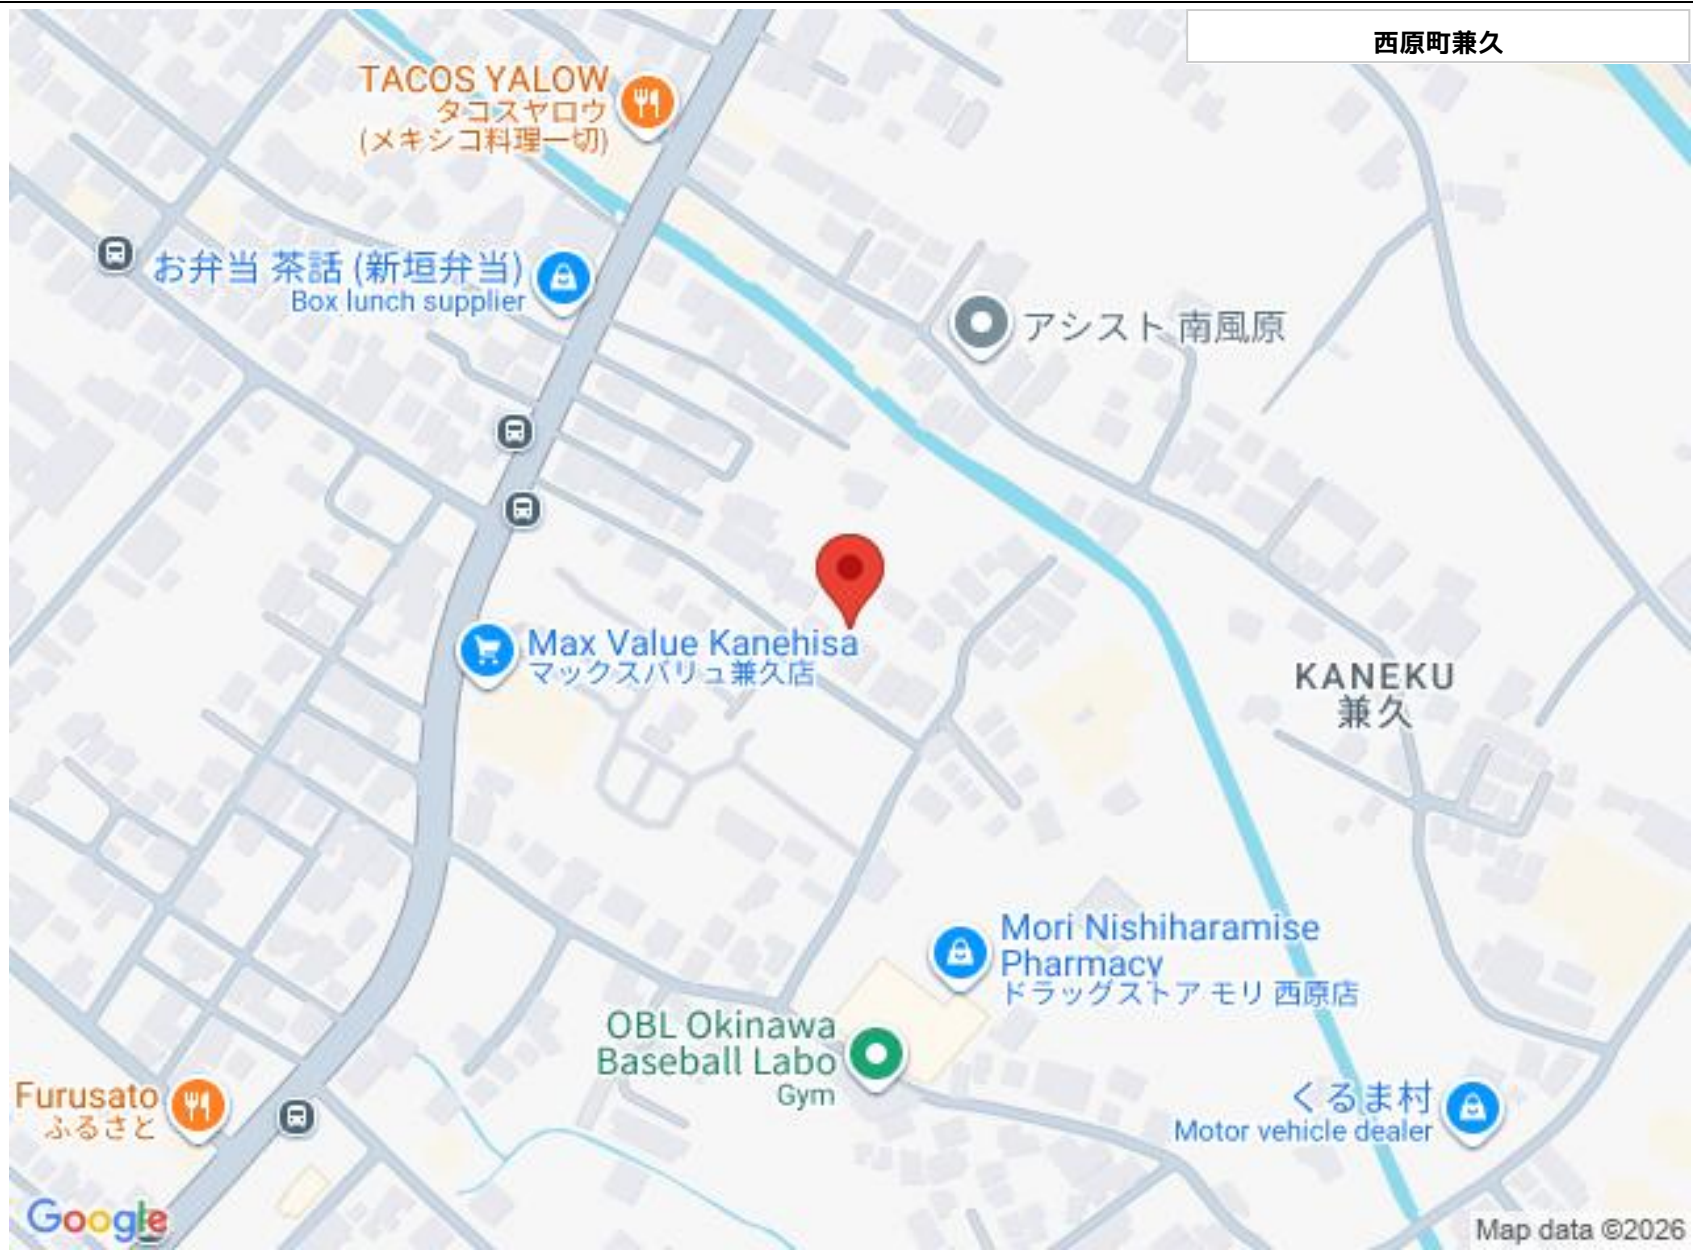 西原町兼久
TACOS YALOW
タコスヤロウ
(メキシコ料理一切)
お弁当 茶話 (新垣弁当)
Box lunch supplier
アシスト 南風原
Max Value Kanehisa
マックスバリュ兼久店
KANEKU
兼久
Mori Nishiharamise
Pharmacy
ドラッグストア モリ 西原店
OBL Okinawa
Baseball Labo
Gym
Furusato
ふるさと
くるま村
Motor vehicle dealer
Google
Map data ©2026